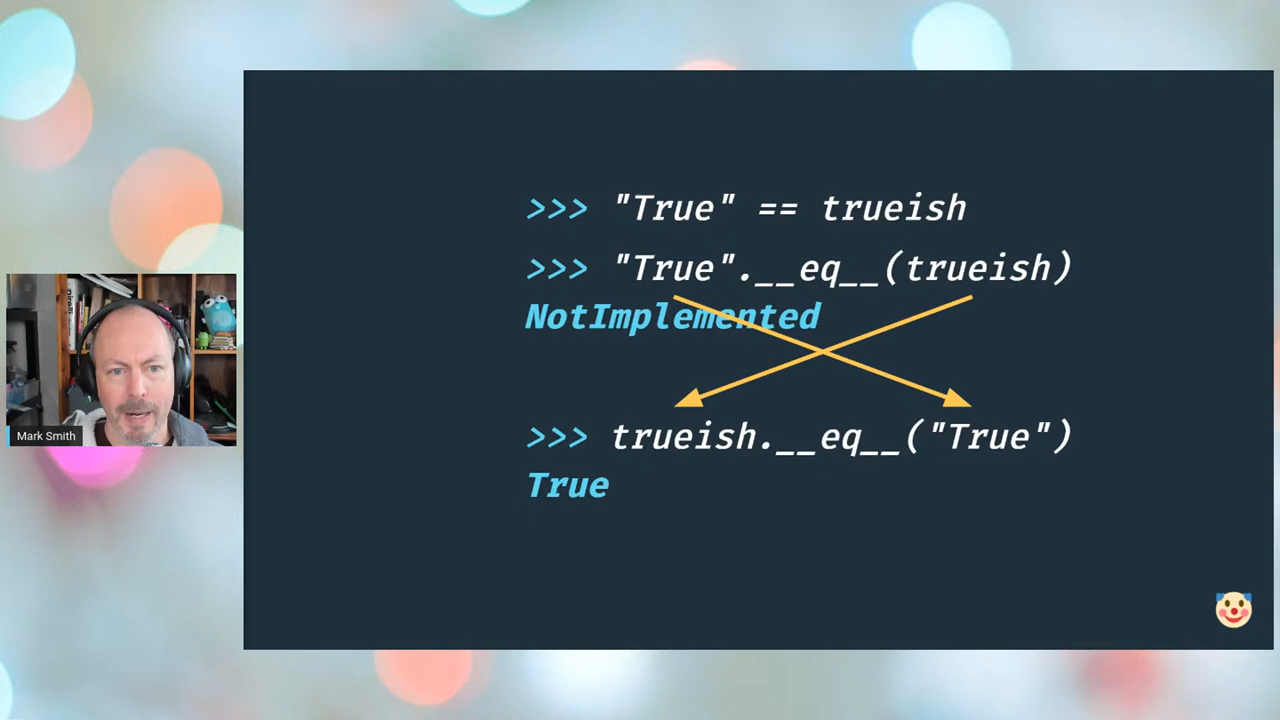 >>> "True" == trueish
>>> "True".__eq__(trueish)
NotImplemented
>>> trueish.__eq__("True")
True
Mark Smith